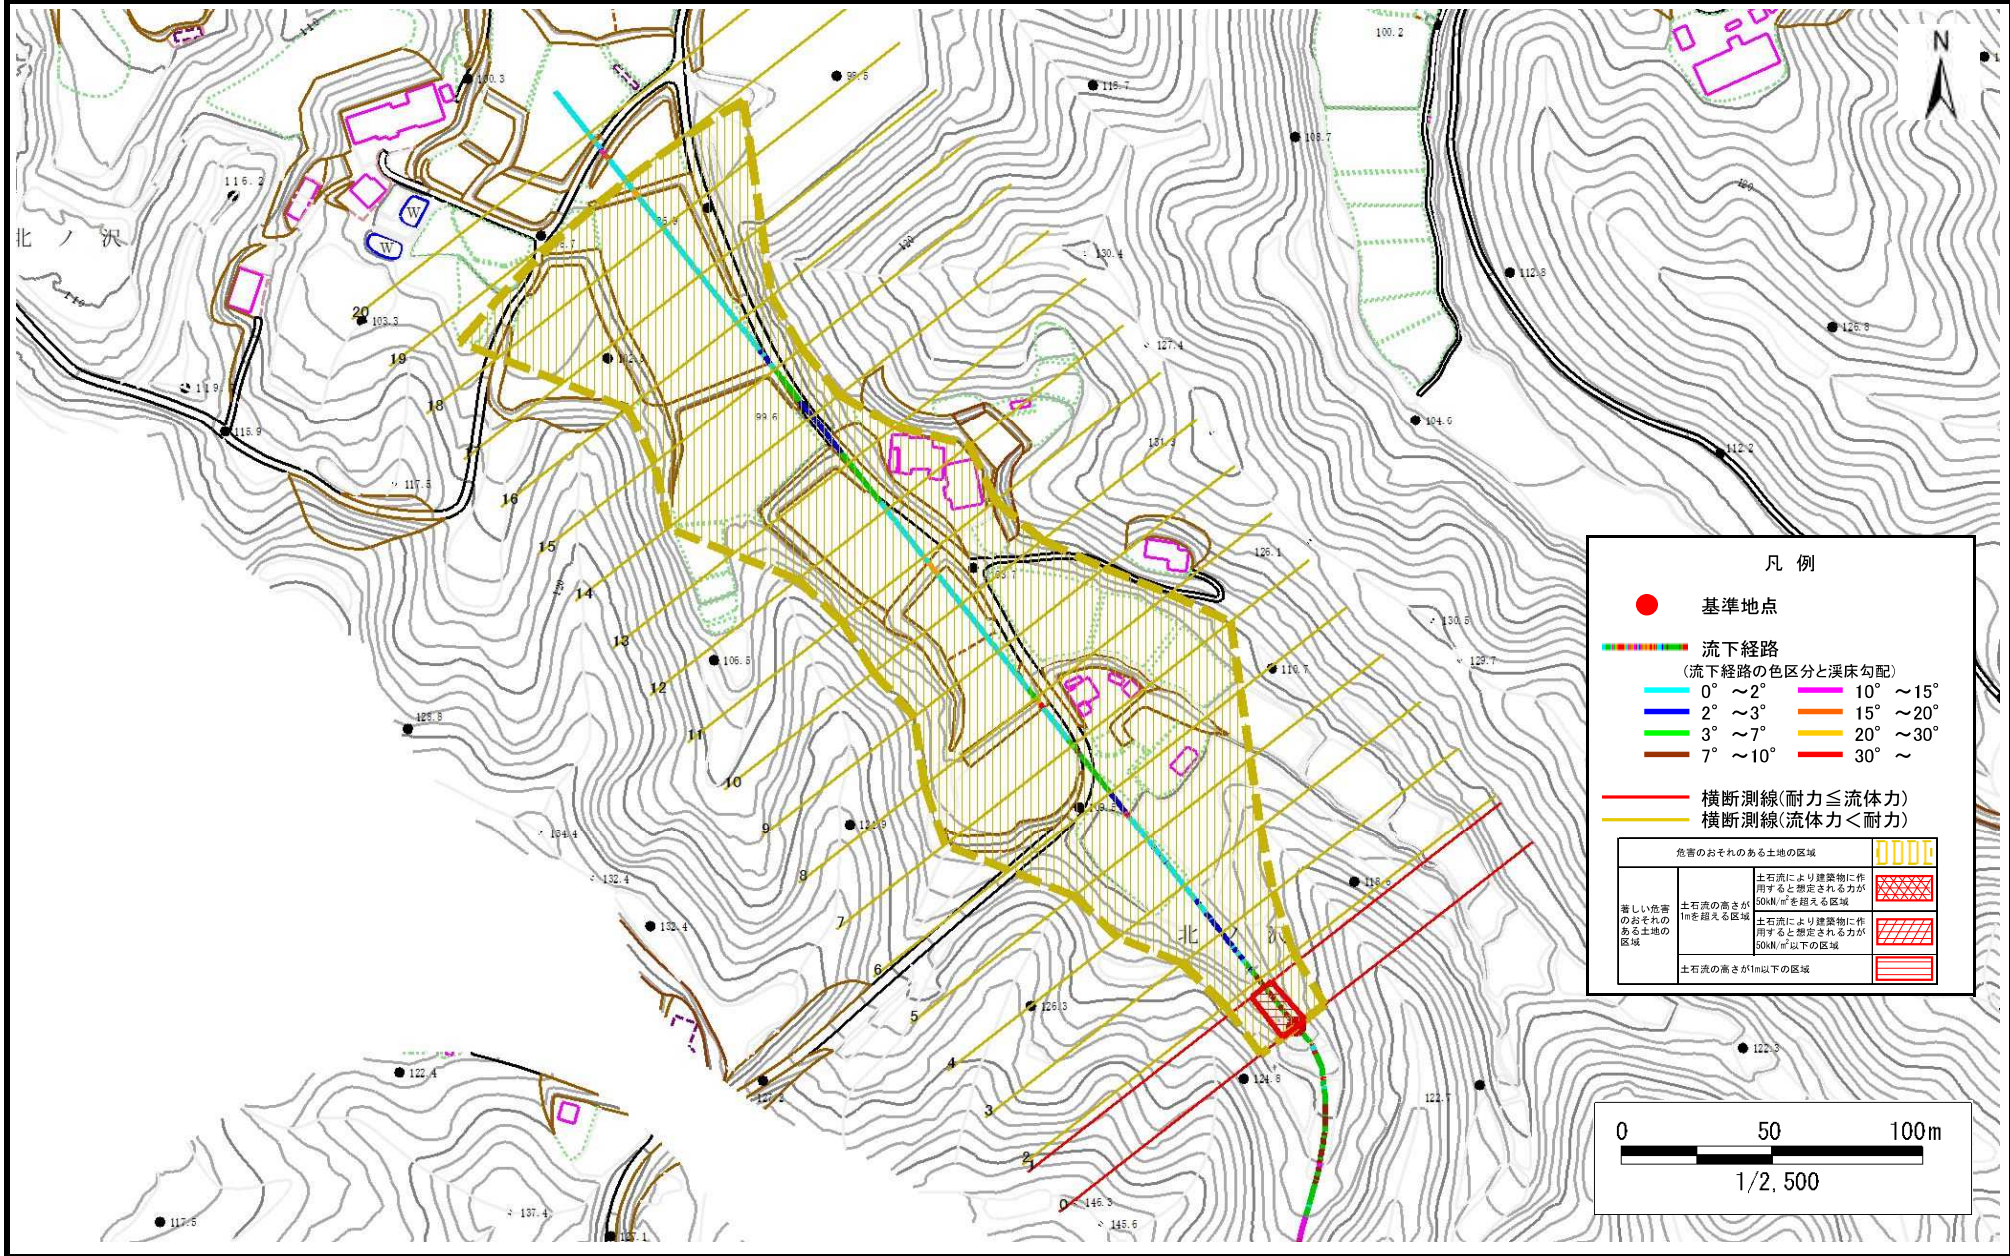 N
100.2
118.7
108.7
100.3
116.2
北 ノ 沢
W
W
120
120
130.4
112.8
126.8
103.3
20
19
18
102.3
127.4
99.6
104.6
112.2
115.9
117.5
16
15
14
13
12
11
10
9
8
7
6
5
4
3
2
1
0
126.1
130.5
129.7
110.7
106.5
128.8
134.4
132.4
132.4
北 ノ 沢
126.3
124.8
122.7
122.3
122.4
117.5
137.4
146.3
145.6
凡 例
基準地点
流下経路
(流下経路の色区分と渓床勾配)
0° ～2° 10° ～15°
2° ～3° 15° ～20°
3° ～7° 20° ～30°
7° ～10° 30° ～
横断測線(耐力≦流体力)
横断測線(流体力＜耐力)
危害のおそれのある土地の区域
著しい危害
のおそれの
ある土地の
区域
土石流の高さが
1mを超える区域
土石流により建築物に作
用すると想定される力が
50kN/㎡を超える区域
土石流により建築物に作
用すると想定される力が
50kN/㎡以下の区域
土石流の高さが1m以下の区域
0 50 100m
1/2,500